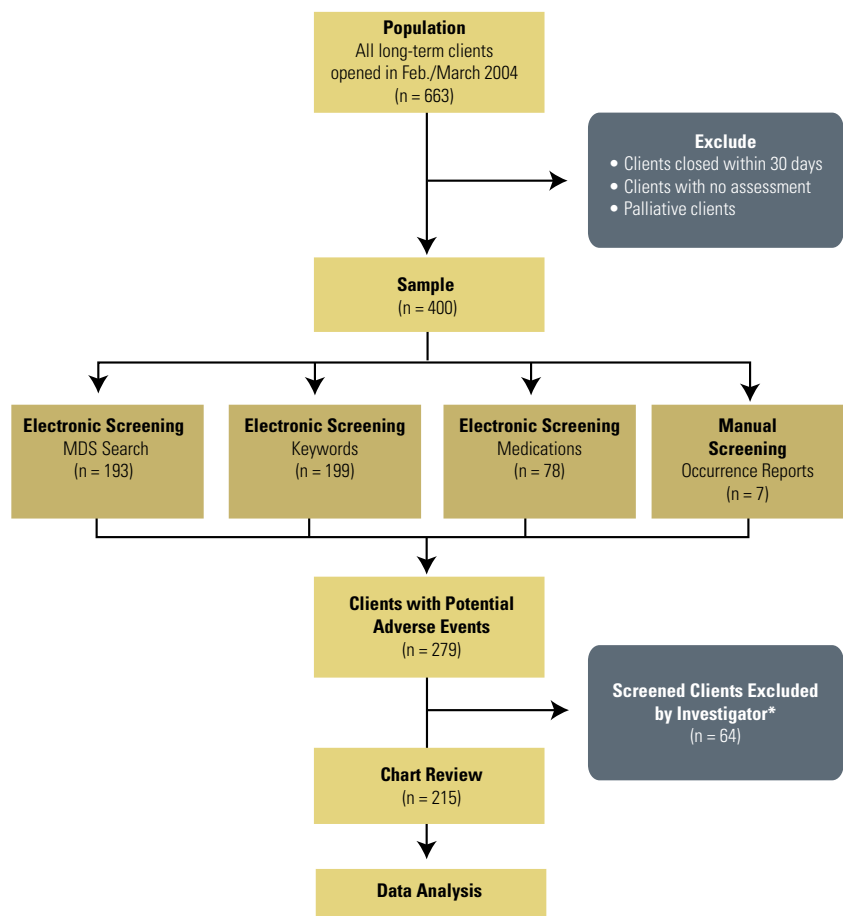 Population
All long-term clients
opened in Feb./March 2004
(n = 663)
Exclude
• Clients closed within 30 days
• Clients with no assessment
• Palliative clients
Sample
(n = 400)
Electronic Screening
MDS Search
(n = 193)
Electronic Screening
Keywords
(n = 199)
Electronic Screening
Medications
(n = 78)
Manual
Screening
Occurrence Reports
(n = 7)
Clients with Potential
Adverse Events
(n = 279)
Screened Clients Excluded
by Investigator*
(n = 64)
Chart Review
(n = 215)
Data Analysis